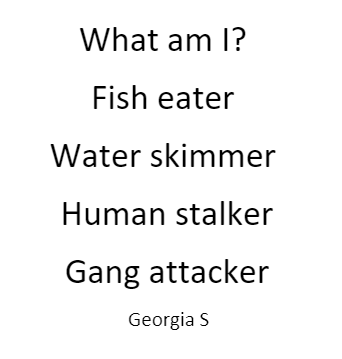 What am I?
Fish eater
Water skimmer
Human stalker
Gang attacker
Georgia S